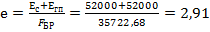 e = (E_c + E_гп) / F_БР = (52000+52000) / 35722,68 = 2,91